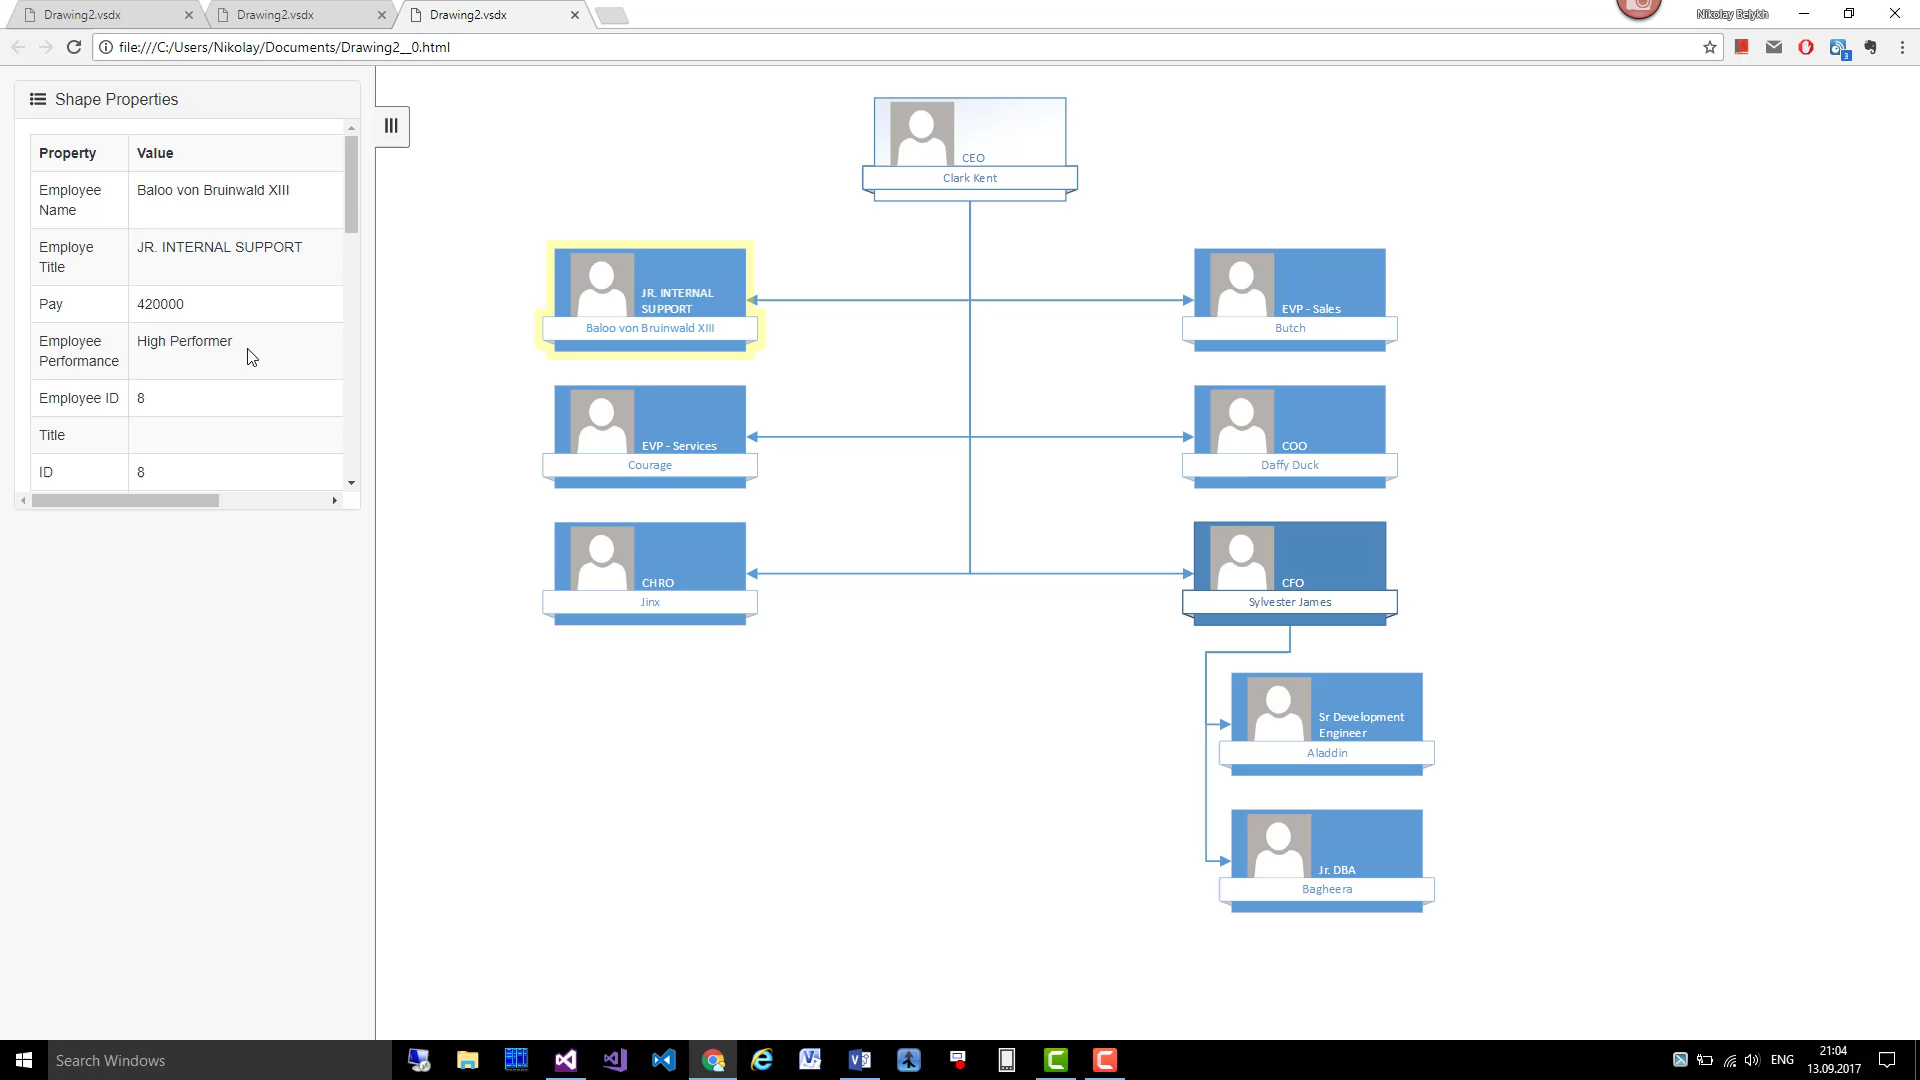 Drawing2.vsdx
Drawing2.vsdx
Drawing2.vsdx
Nikolay Belykh
file:///C:/Users/Nikolay/Documents/Drawing2__0.html
3
Shape Properties
Property Value
Employee Name
Baloo von Bruinwald XIII
Employe Title
JR. INTERNAL SUPPORT
Pay 420000
Employee Performance
High Performer
Employee ID 8
Title
ID 8
CEO
Clark Kent
JR. INTERNAL
SUPPORT
Baloo von Bruinwald XIII
EVP - Sales
Butch
EVP - Services
Courage
COO
Daffy Duck
CHRO
Jinx
CFO
Sylvester James
Sr Development
Engineer
Aladdin
Jr. DBA
Bagheera
Search Windows
ENG
21:04
13.09.2017